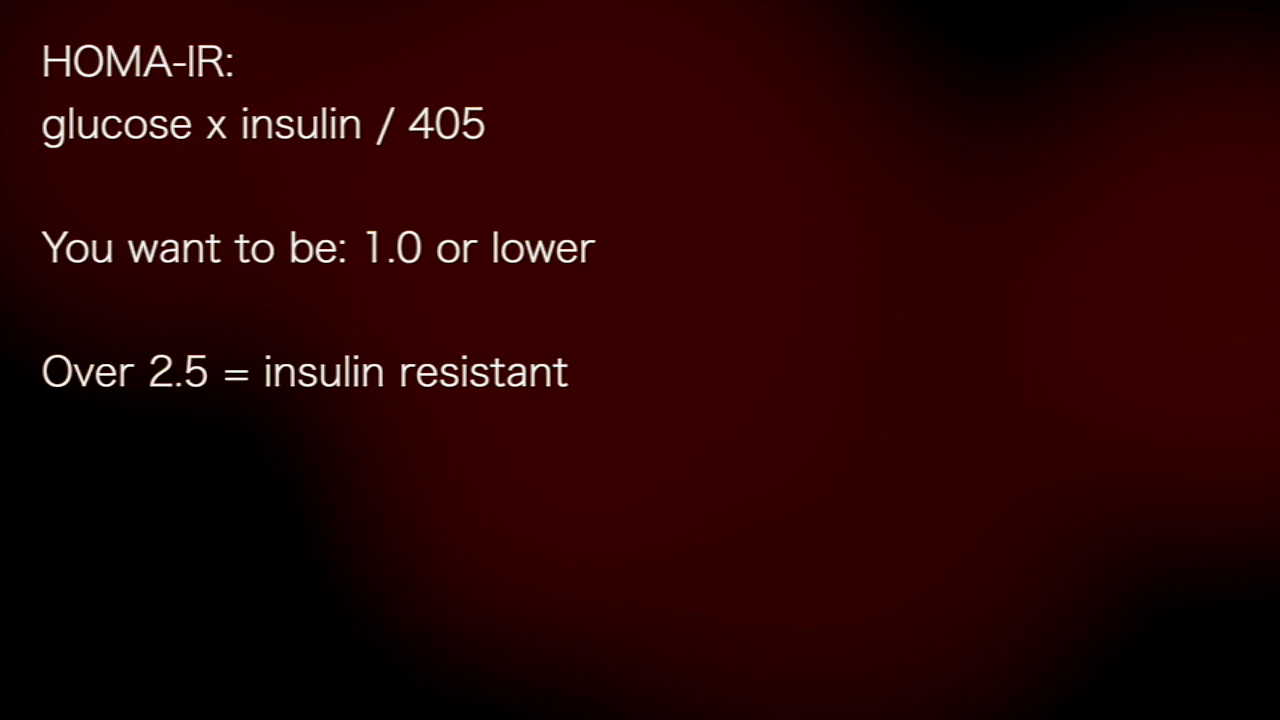 HOMA-IR:
glucose x insulin / 405
You want to be: 1.0 or lower
Over 2.5 = insulin resistant